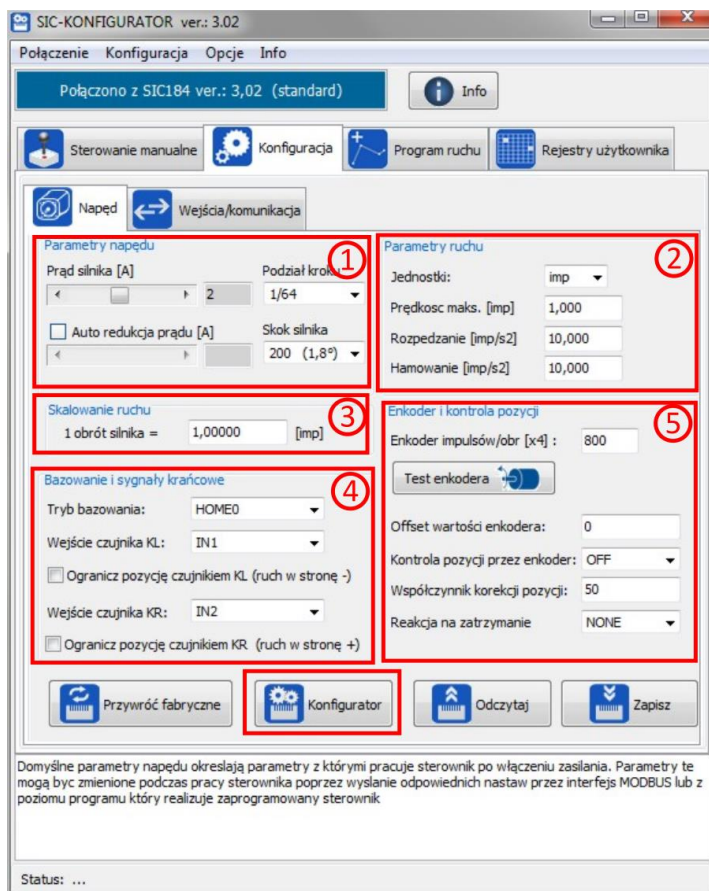 SIC-KONFIGURATOR ver.: 3.02
Połączenie Konfiguracja Opcje Info
Połączono z SIC184 ver.: 3,02 (standard)
Info
Sterowanie manualne
Konfiguracja
Program ruchu
Rejestry użytkownika
Napęd
Wejścia/komunikacja
Parametry napędu
1
Prąd silnika [A]
Podział kroku
2
1/64
Auto redukcja prądu [A]
Skok silnika
200 (1,8°)
Parametry ruchu
2
Jednostki: imp
Prędkosc maks. [imp] 1,000
Rozpedzanie [imp/s2] 10,000
Hamowanie [imp/s2] 10,000
Skalowanie ruchu
3
1 obrót silnika = 1,00000 [imp]
Bazowanie i sygnały krańcowe
4
Tryb bazowania: HOME0
Wejście czujnika KL: IN1
Ogranicz pozycję czujnikiem KL (ruch w stronę -)
Wejście czujnika KR: IN2
Ogranicz pozycję czujnikiem KR (ruch w stronę +)
Enkoder i kontrola pozycji
5
Enkoder impulsów/obr [x4] : 800
Test enkodera
Offset wartości enkodera: 0
Kontrola pozycji przez enkoder: OFF
Współczynnik korekcji pozycji: 50
Reakcja na zatrzymanie NONE
Przywróć fabryczne
Konfigurator
Odczytaj
Zapisz
Domyślne parametry napędu okreslają parametry z którymi pracuje sterownik po włączeniu zasilania. Parametry te
mogą byc zmienione podczas pracy sterownika poprzez wyslanie odpowiednich nastaw przez interfejs MODBUS lub z
poziomu programu który realizuje zaprogramowany sterownik
Status: ...